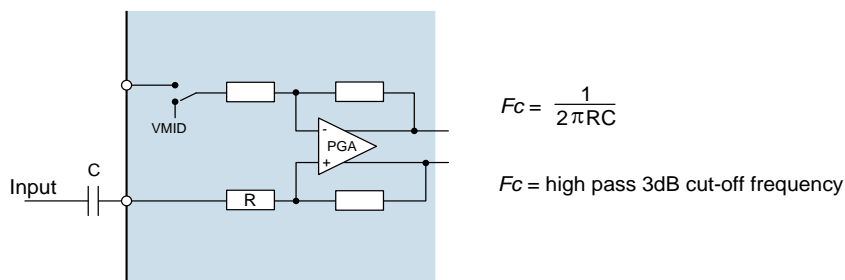 VMID
-
PGA
+
C
Input
R
Fc = 1 / 2πRC
Fc = high pass 3dB cut-off frequency